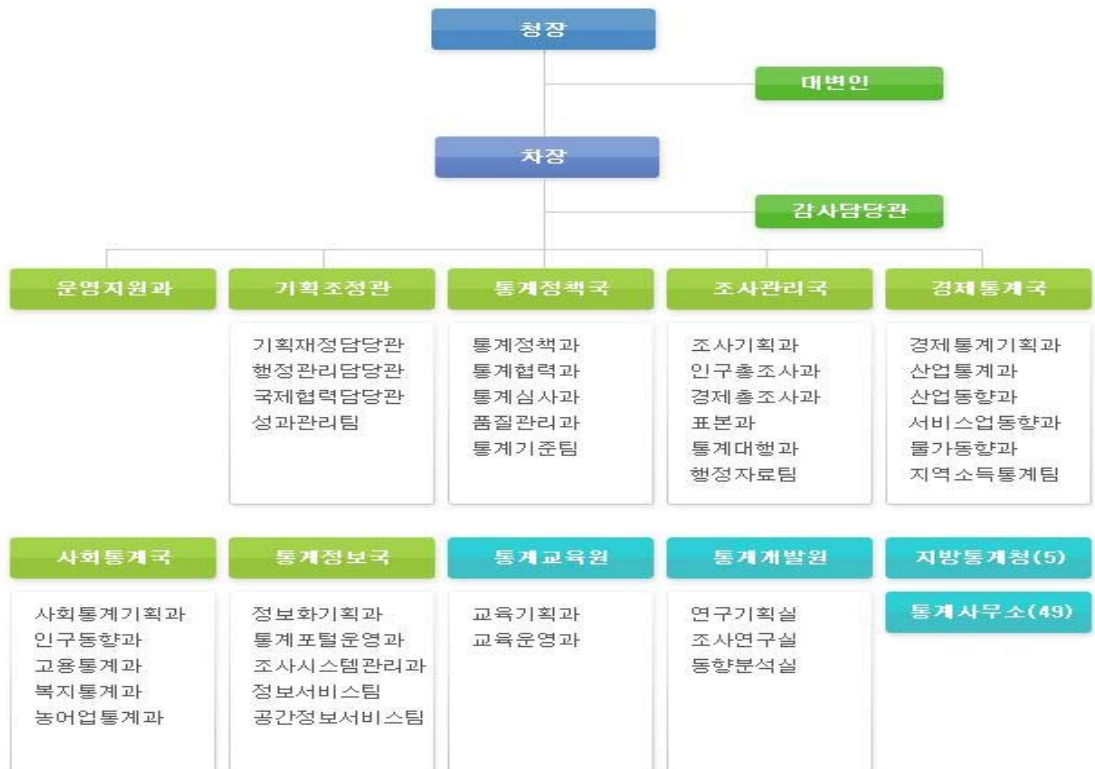 청장
대변인
차장
감사담당관
운영지원과
기획조정관
기획재정담당관
행정관리담당관
국제협력담당관
성과관리팀
통계정책국
통계정책과
통계협력과
통계심사과
품질관리과
통계기준팀
조사관리국
조사기획과
인구총조사과
경제총조사과
표본과
통계대행과
행정자료팀
경제통계국
경제통계기획과
산업통계과
산업동향과
서비스업동향과
물가동향과
지역소득통계팀
사회통계국
사회통계기획과
인구동향과
고용통계과
복지통계과
농어업통계과
통계정보국
정보화기획과
통계포털운영과
조사시스템관리과
정보서비스팀
공간정보서비스팀
통계교육원
교육기획과
교육운영과
통계개발원
연구기획실
조사연구실
동향분석실
지방통계청(5)
통계사무소(49)